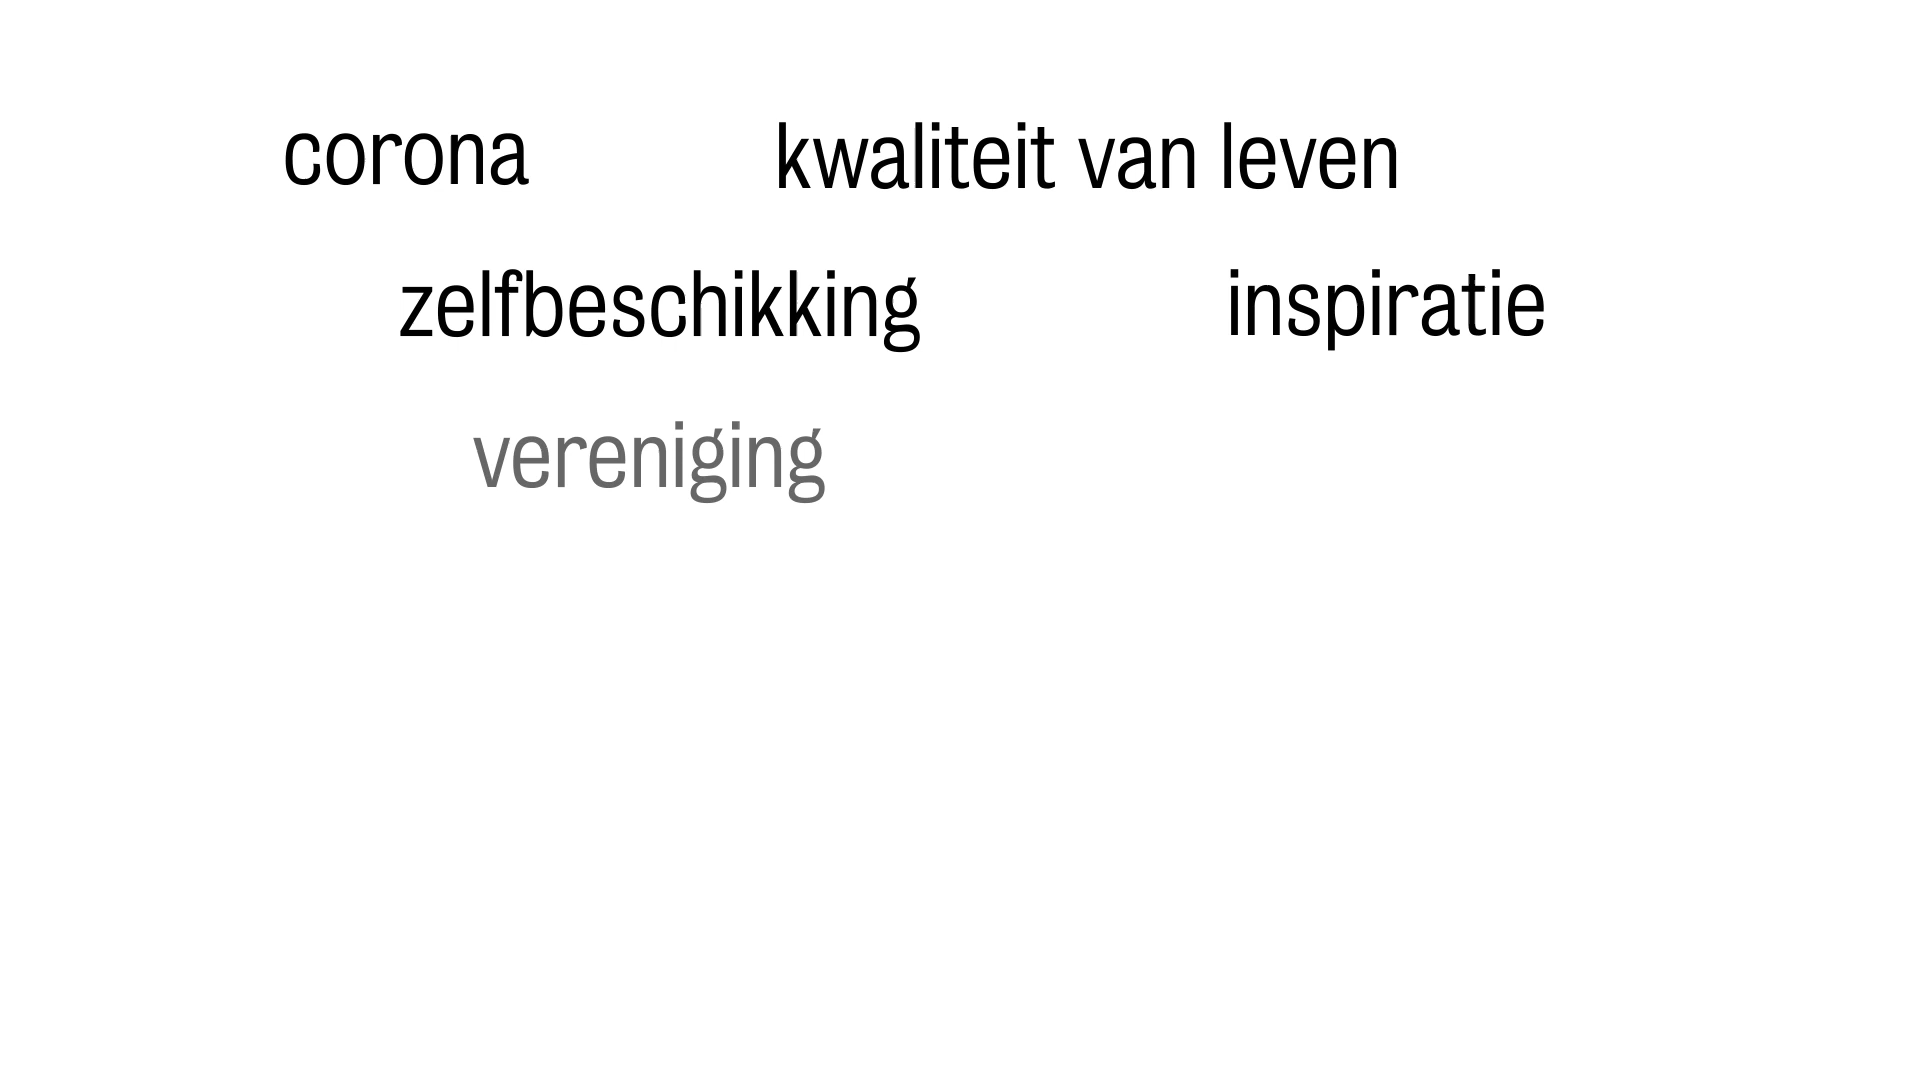 corona kwaliteit van leven
zelfbeschikking inspiratie
vereniging